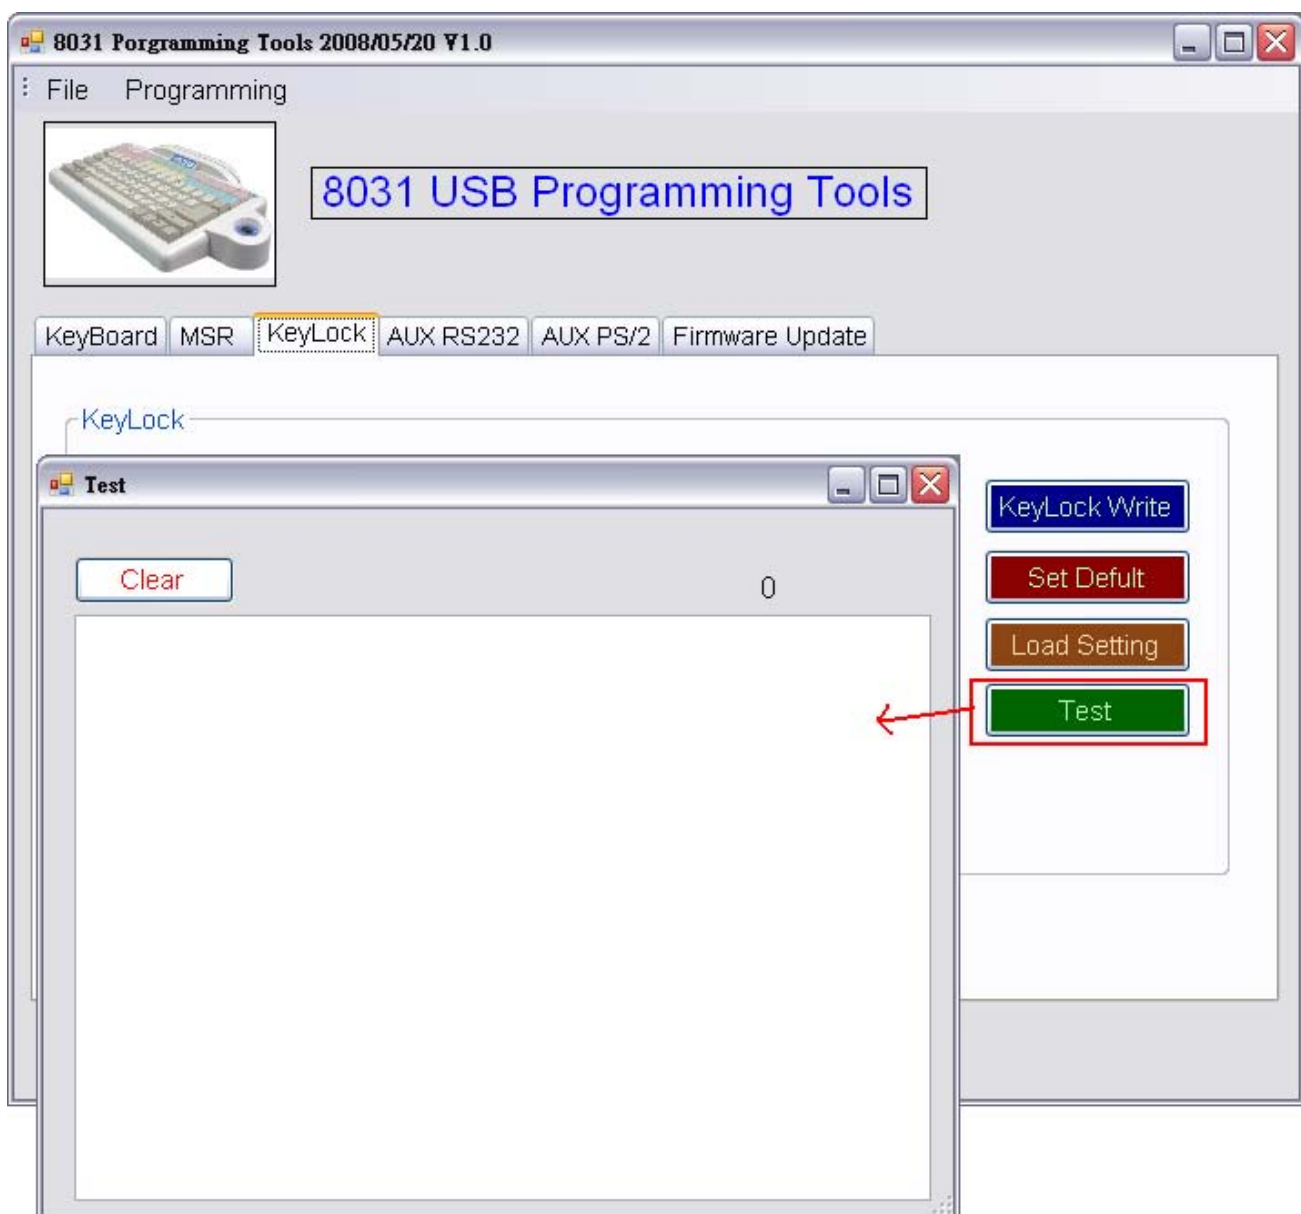 8031 Porgramming Tools 2008/05/20 V1.0
File Programming
8031 USB Programming Tools
KeyBoard MSR KeyLock AUX RS232 AUX PS/2 Firmware Update
KeyLock
Test
KeyLock Write
Clear
0
Set Defult
Load Setting
Test